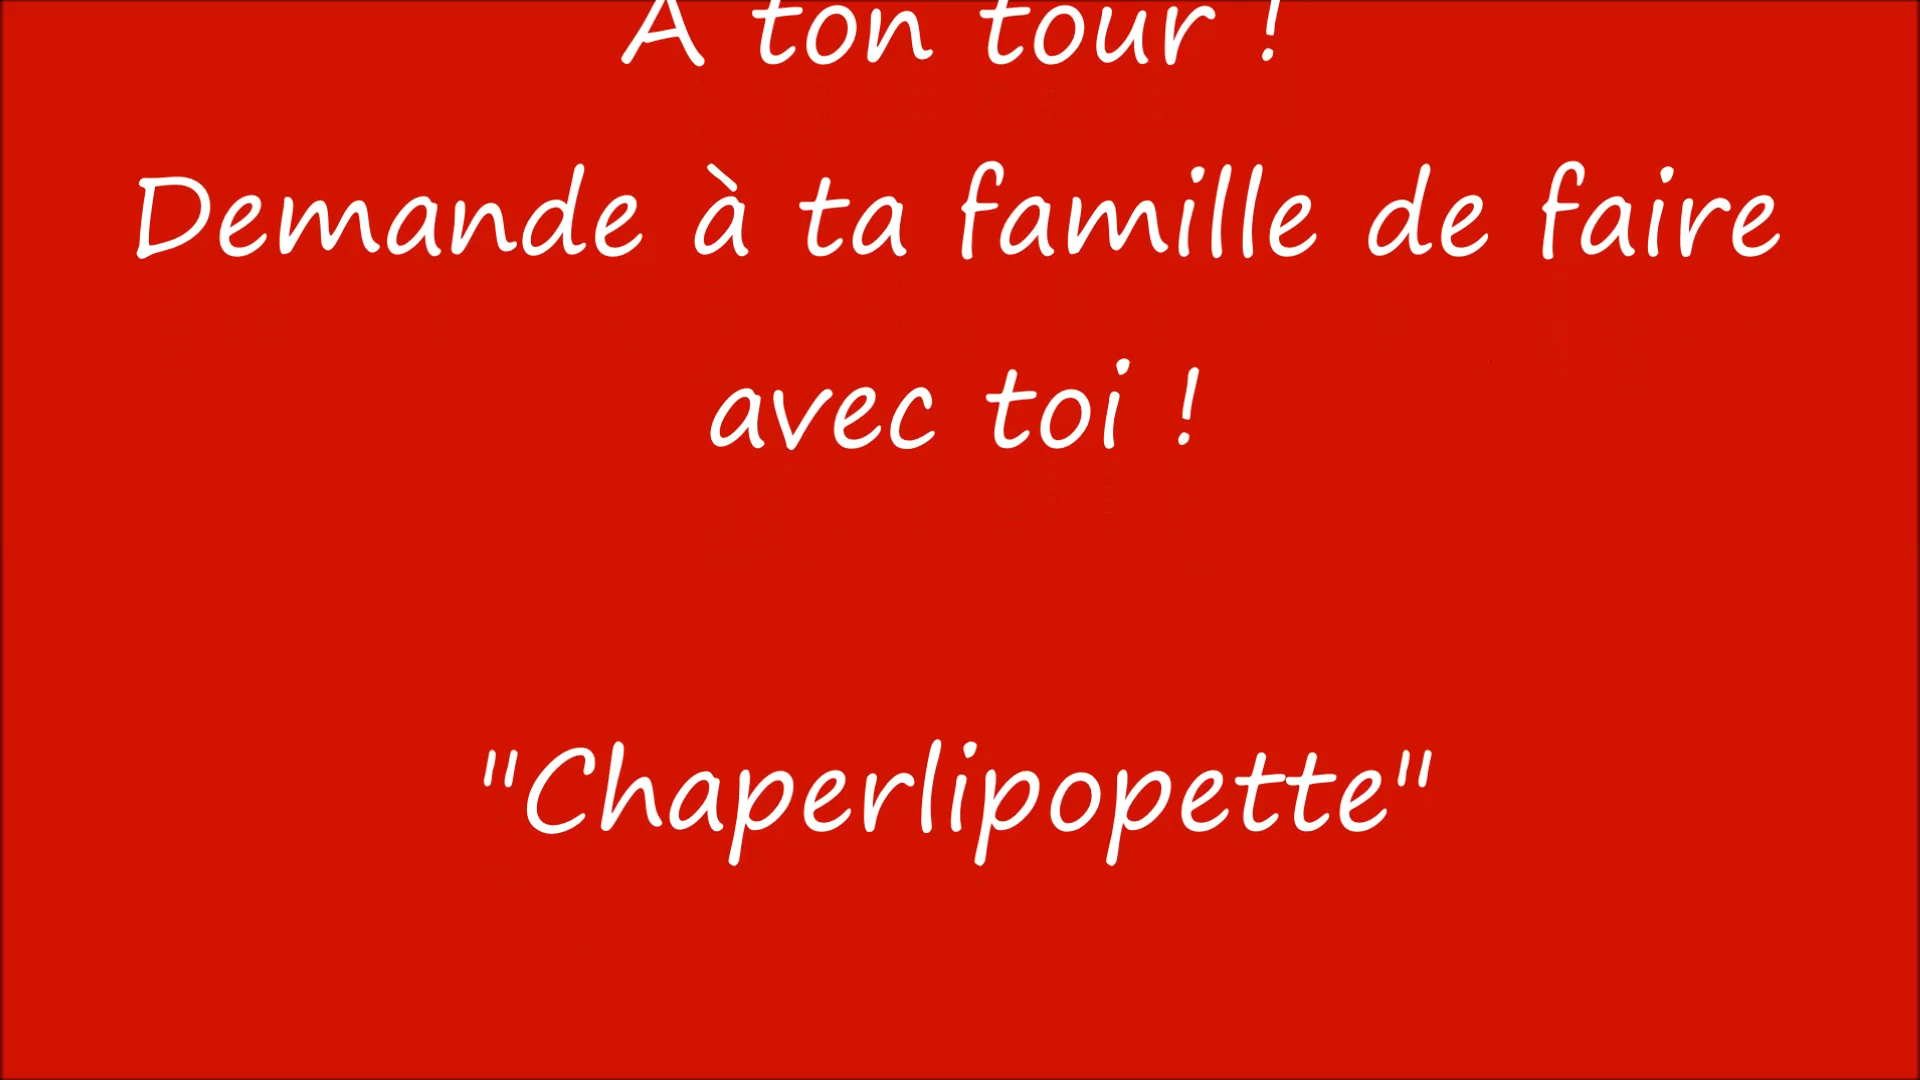 A ton tour !
Demande à ta famille de faire
avec toi !
"Chaperlipopette"